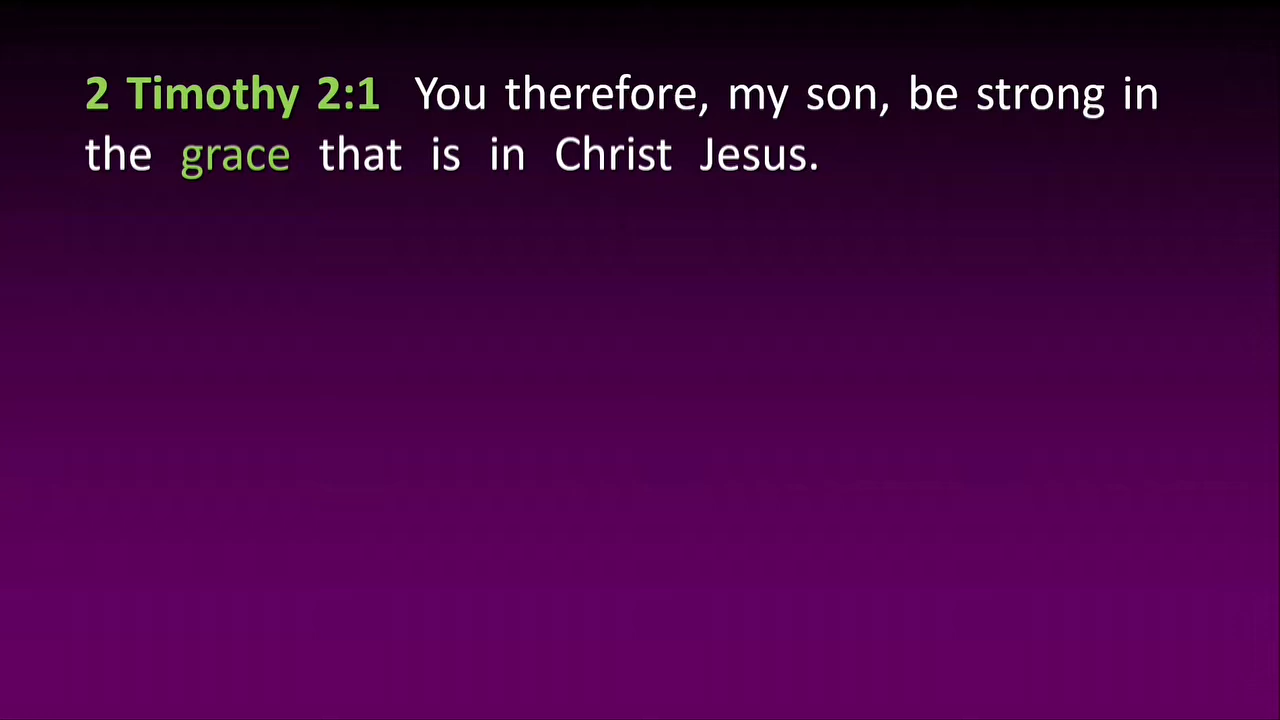 2 Timothy 2:1 You therefore, my son, be strong in
the grace that is in Christ Jesus.